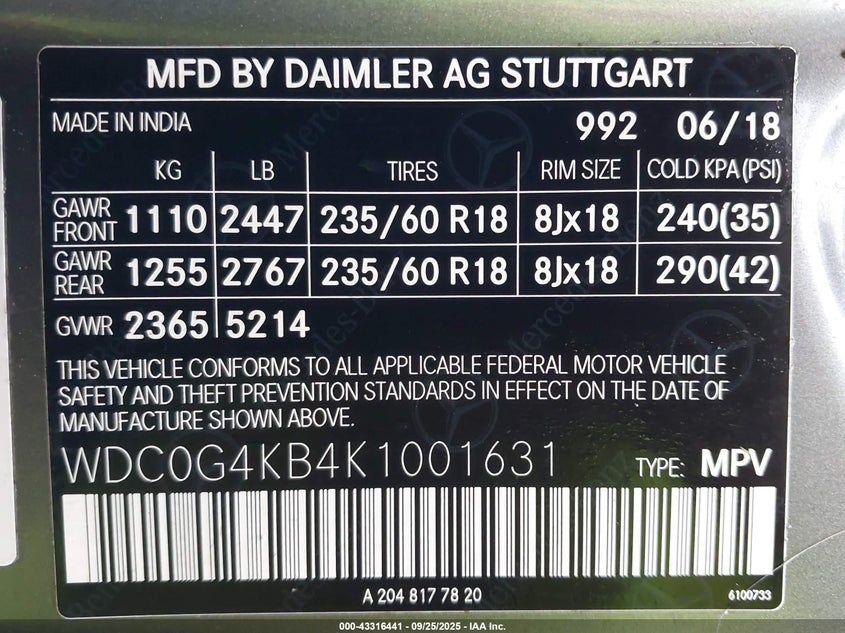 MFD BY DAIMLER AG STUTTGART
MADE IN INDIA 992 06/18
KG LB TIRES RIM SIZE COLD KPA(PSI)
GAWR FRONT 1110 2447 235/60 R18 8Jx18 240(35)
GAWR REAR 1255 2767 235/60 R18 8Jx18 290(42)
GVWR 2365 5214
THIS VEHICLE CONFORMS TO ALL APPLICABLE FEDERAL MOTOR VEHICLE
SAFETY AND THEFT PREVENTION STANDARDS IN EFFECT ON THE DATE OF
MANUFACTURE SHOWN ABOVE.
WDC0G4KB4K1001631 TYPE: MPV
A 204 817 78 20 6100733
000-43316441 - 09/25/2025 - IAA Inc.